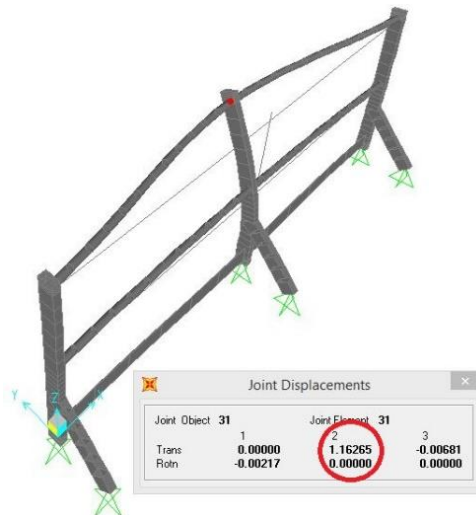 Y
Z
X
Joint Displacements
Joint Object 31 Joint Element 31
1 2 3
Trans 0.00000 1.16265 -0.00681
Rotn -0.00217 0.00000 0.00000